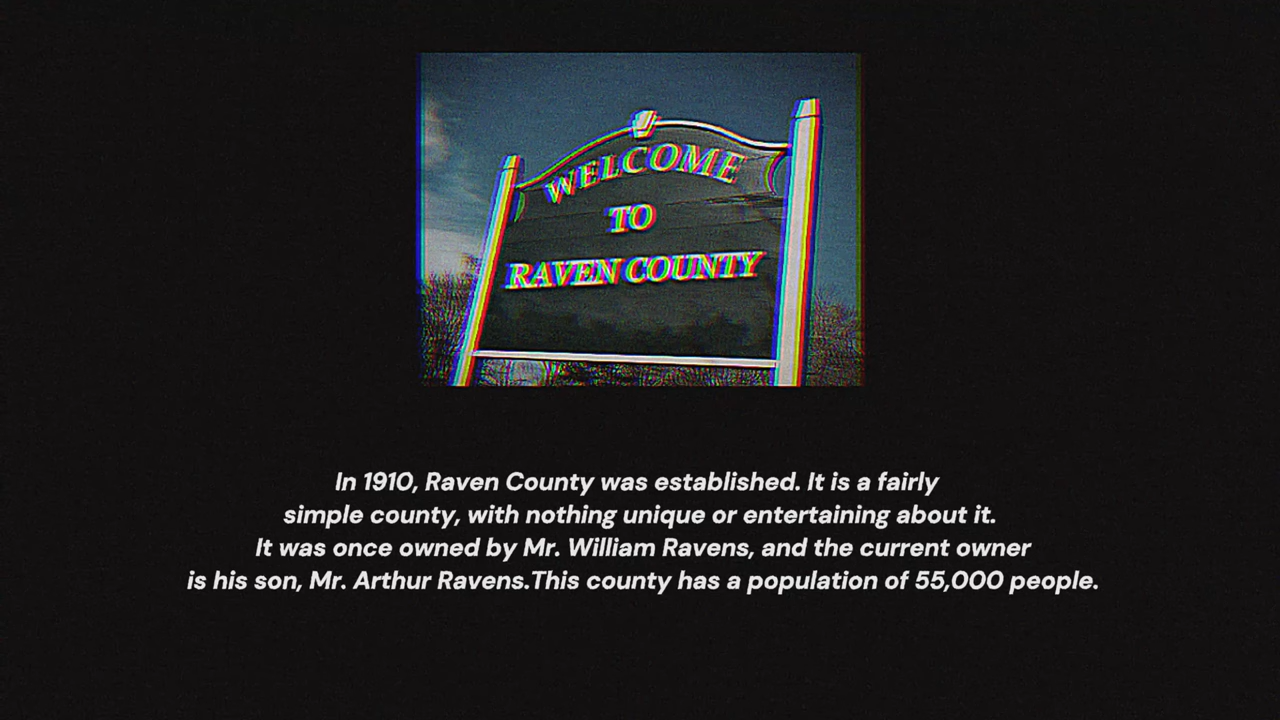 WELCOME
TO
RAVEN COUNTY
In 1910, Raven County was established. It is a fairly
simple county, with nothing unique or entertaining about it.
It was once owned by Mr. William Ravens, and the current owner
is his son, Mr. Arthur Ravens.This county has a population of 55,000 people.